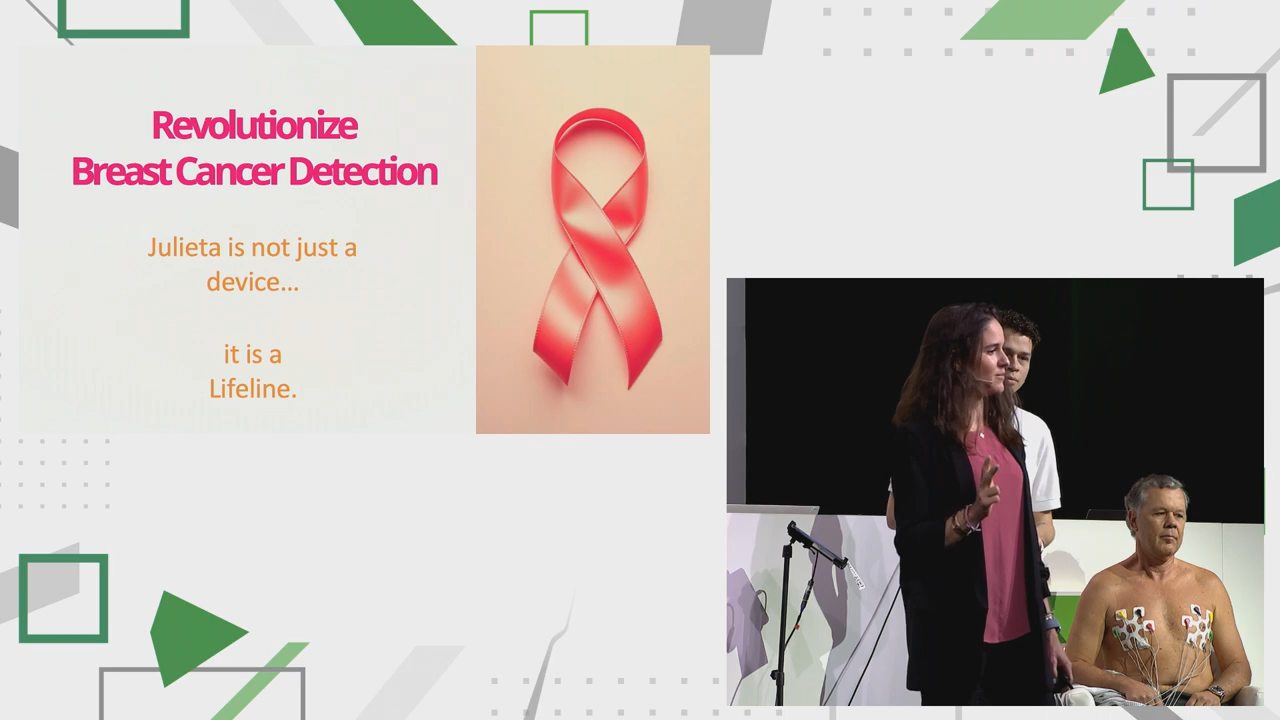 Revolutionize
Breast Cancer Detection
Julieta is not just a
device...
it is a
Lifeline.